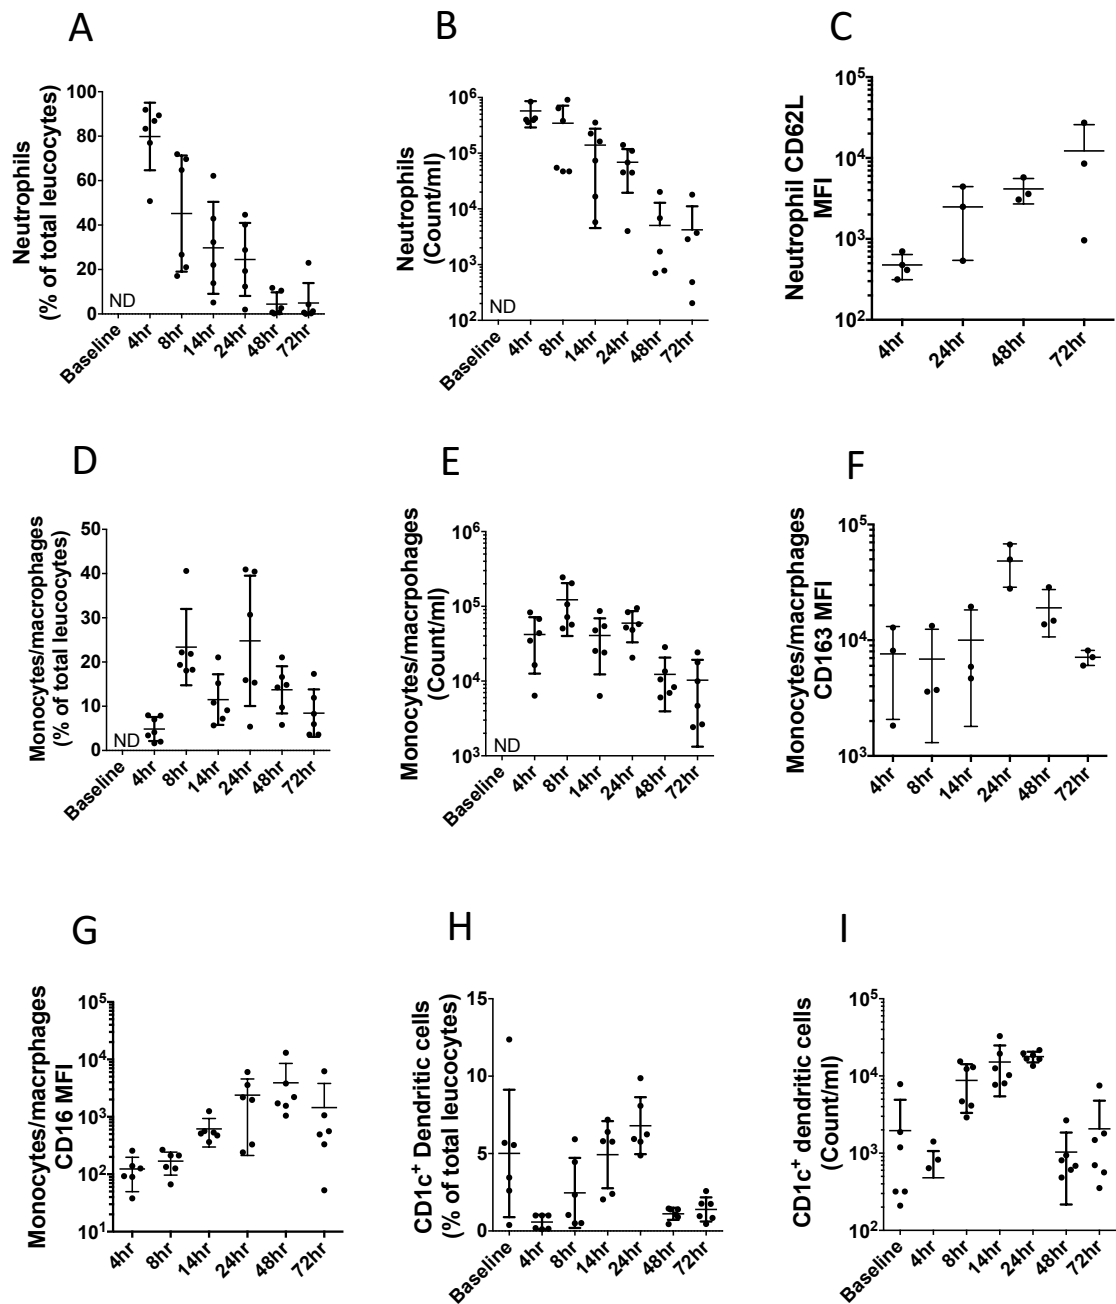 A
Neutrophils
(% of total leucocytes)
100
80
60
40
20
0
ND
Baseline
4hr
8hr
14hr
24hr
48hr
72hr
B
Neutrophils
(Count/ml)
10⁶
10⁵
10⁴
10³
10²
ND
Baseline
4hr
8hr
14hr
24hr
48hr
72hr
C
Neutrophil CD62L
MFI
10⁵
10⁴
10³
10²
4hr
24hr
48hr
72hr
D
Monocytes/macrophages
(% of total leucocytes)
50
40
30
20
10
0
ND
Baseline
4hr
8hr
14hr
24hr
48hr
72hr
E
Monocytes/macrpohages
(Count/ml)
10⁶
10⁵
10⁴
10³
ND
Baseline
4hr
8hr
14hr
24hr
48hr
72hr
F
Monocytes/macrphages
CD163 MFI
10⁵
10⁴
10³
4hr
8hr
14hr
24hr
48hr
72hr
G
Monocytes/macrphages
CD16 MFI
10⁵
10⁴
10³
10²
10¹
4hr
8hr
14hr
24hr
48hr
72hr
H
CD1c⁺ Dendritic cells
(% of total leucocytes)
15
10
5
0
Baseline
4hr
8hr
14hr
24hr
48hr
72hr
I
CD1c⁺ dendritic cells
(Count/ml)
10⁵
10⁴
10³
10²
Baseline
4hr
8hr
14hr
24hr
48hr
72hr